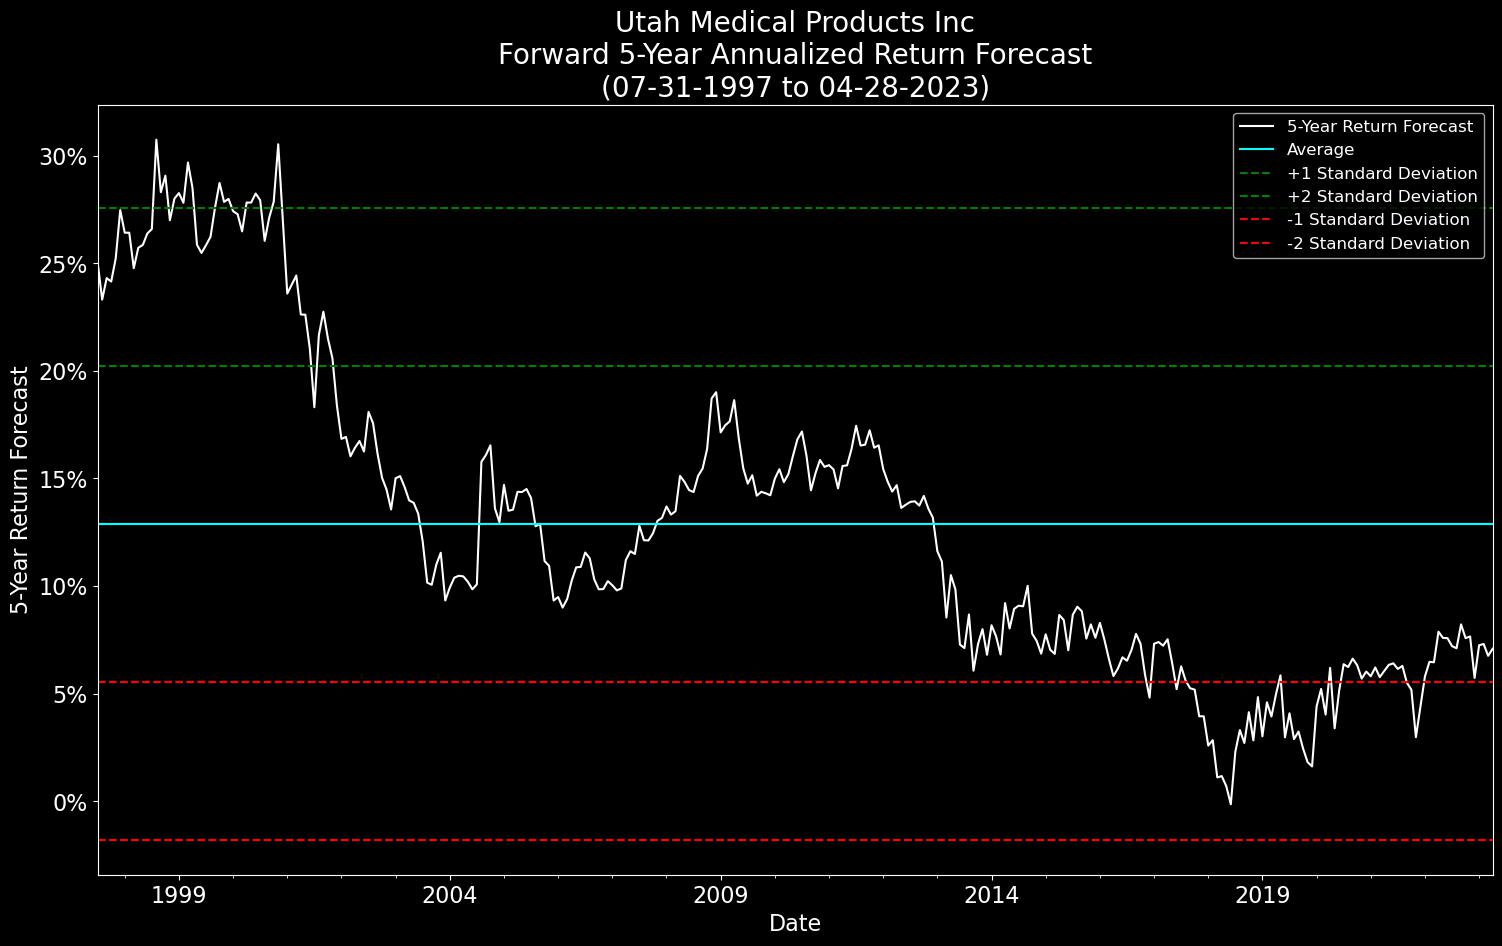 Utah Medical Products Inc
Forward 5-Year Annualized Return Forecast
(07-31-1997 to 04-28-2023)
5-Year Return Forecast
Average
+1 Standard Deviation
+2 Standard Deviation
-1 Standard Deviation
-2 Standard Deviation
30%
25%
20%
15%
10%
5%
0%
5-Year Return Forecast
1999 2004 2009 2014 2019
Date